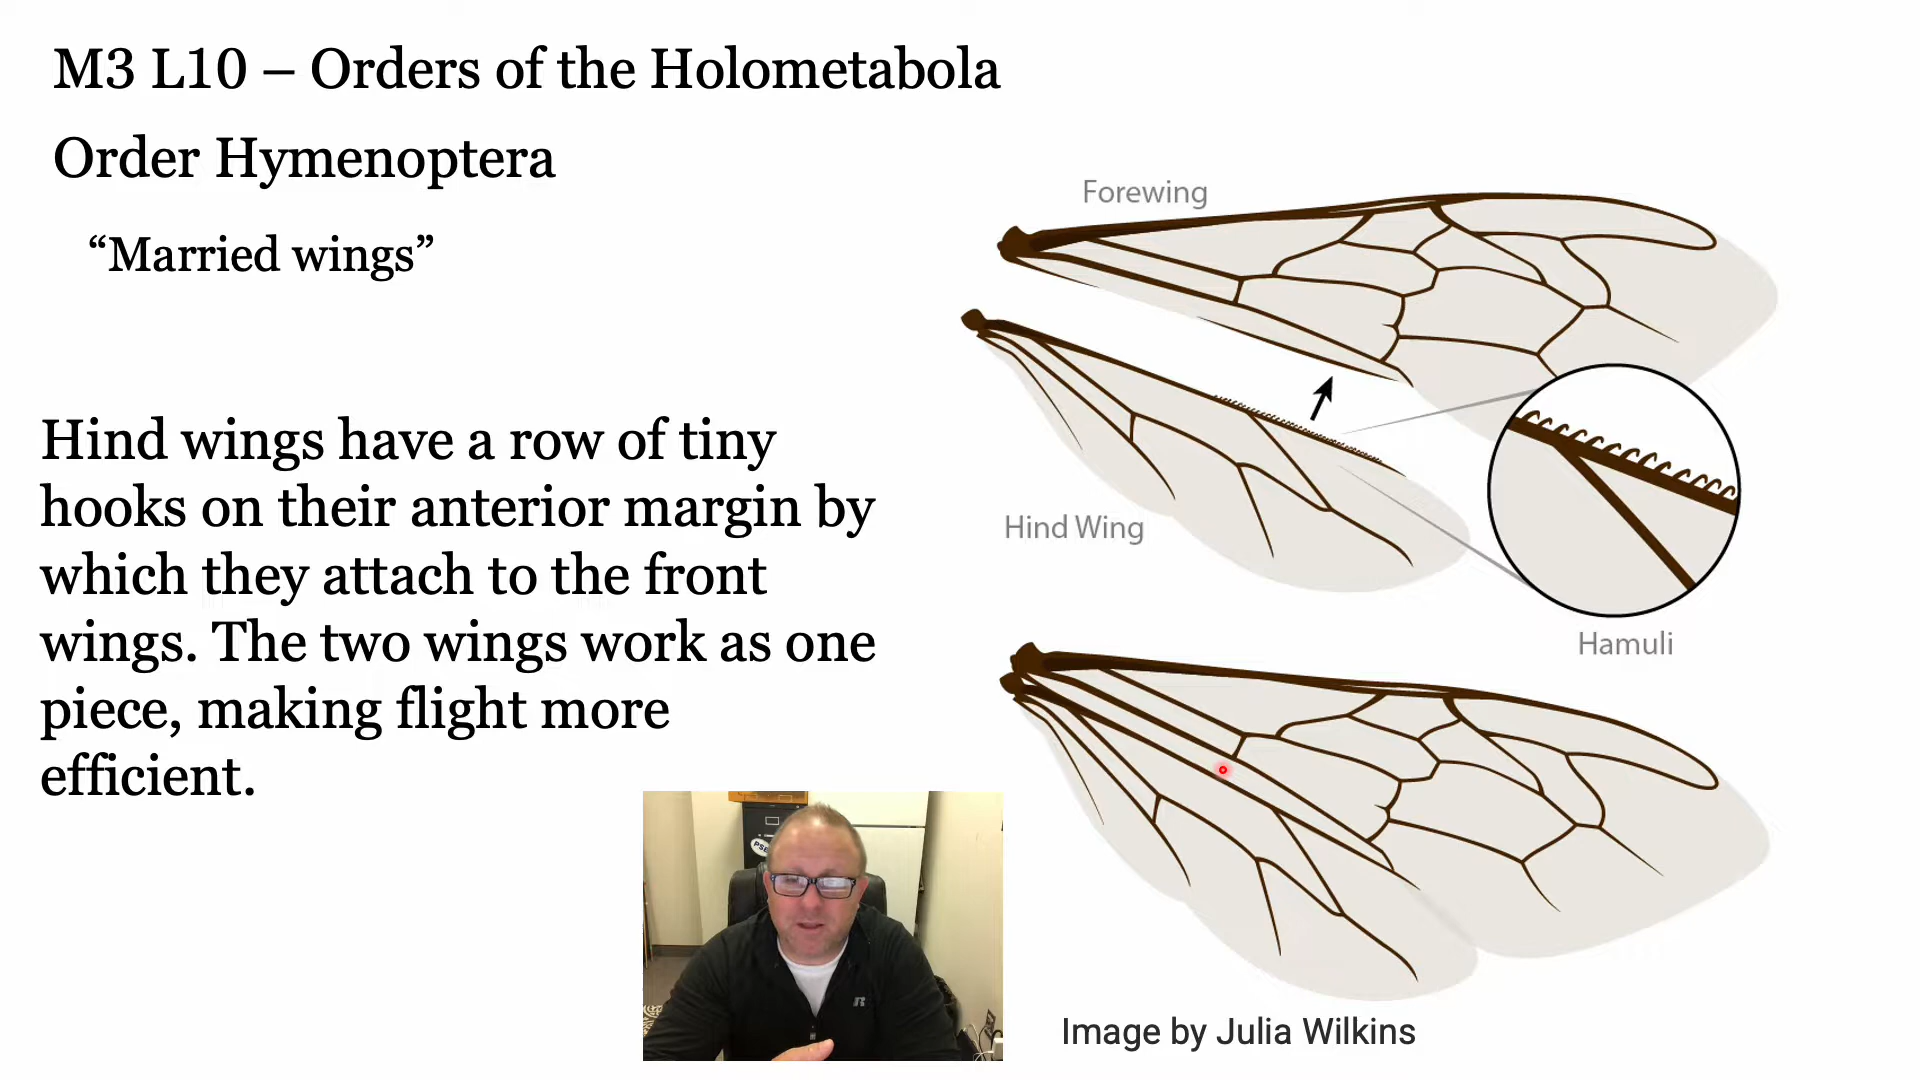 M3 L10 – Orders of the Holometabola
Order Hymenoptera
“Married wings”
Hind wings have a row of tiny
hooks on their anterior margin by
which they attach to the front
wings. The two wings work as one
piece, making flight more
efficient.
Forewing
Hind Wing
Hamuli
Image by Julia Wilkins